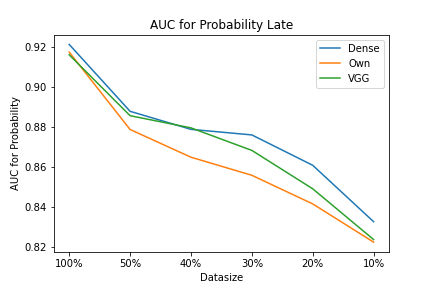 AUC for Probability Late
Dense
Own
VGG
AUC for Probability
0.92
0.90
0.88
0.86
0.84
0.82
100% 50% 40% 30% 20% 10%
Datasize